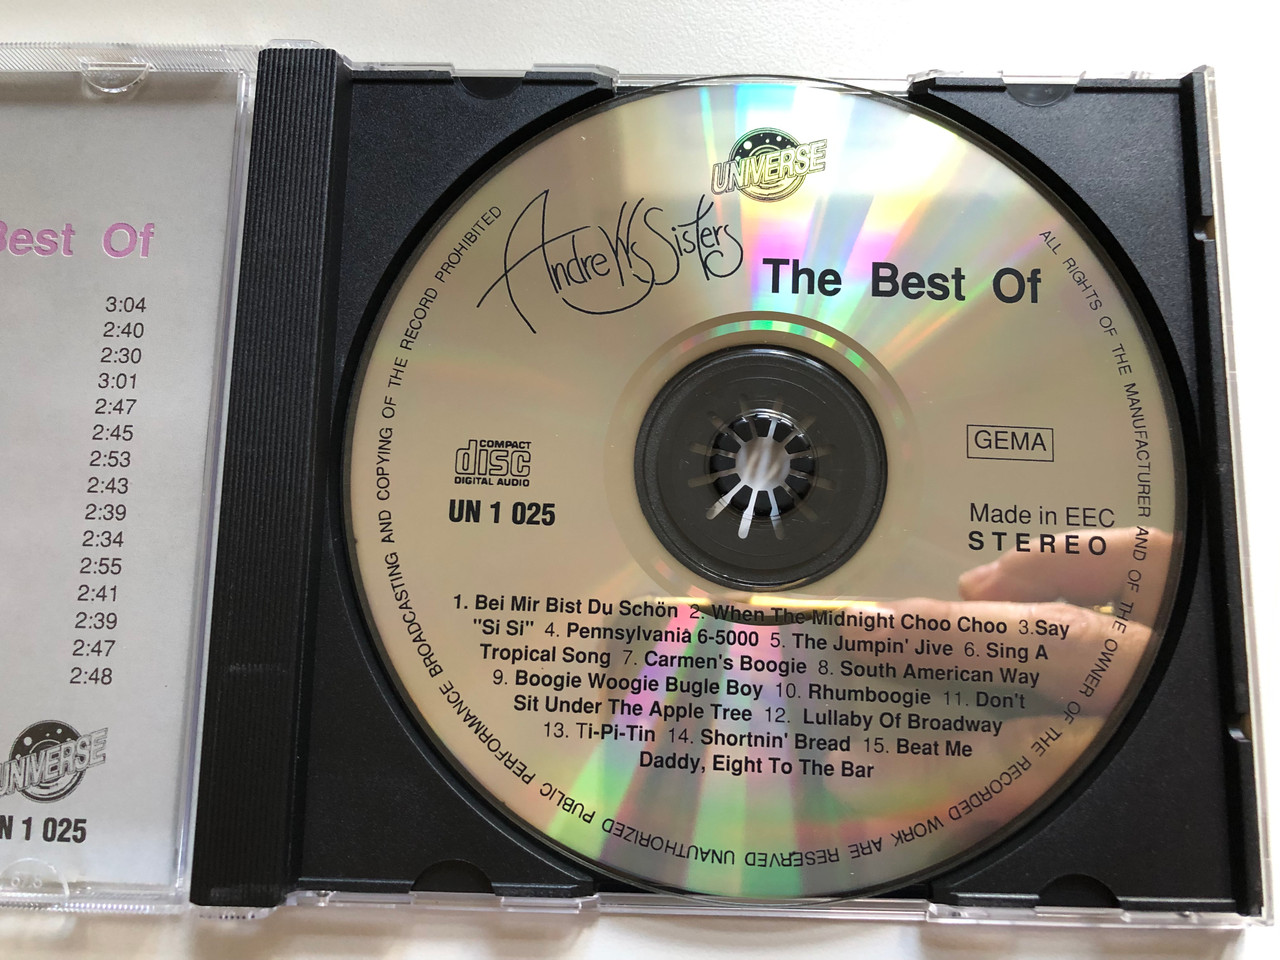 Best Of
3:04
2:40
2:30
3:01
2:47
2:45
2:53
2:43
2:39
2:34
2:55
2:41
2:39
2:47
2:48
UNIVERSE
N 1 025
UNIVERSE
Andrews Sisters
The Best Of
ALL RIGHTS OF THE MANUFACTURER AND OF THE OWNER OF THE RECORDED WORK ARE RESERVED UNAUTHORIZED PUBLIC PERFORMANCE BROADCASTING AND COPYING OF THE RECORD PROHIBITED
COMPACT
disc
DIGITAL AUDIO
UN 1 025
GEMA
Made in EEC
STEREO
1. Bei Mir Bist Du Schön 2. When The Midnight Choo Choo 3.Say
"Si Si" 4. Pennsylvania 6-5000 5. The Jumpin' Jive 6. Sing A
Tropical Song 7. Carmen's Boogie 8. South American Way
9. Boogie Woogie Bugle Boy 10. Rhumboogie 11. Don't
Sit Under The Apple Tree 12. Lullaby Of Broadway
13. Ti-Pi-Tin 14. Shortnin' Bread 15. Beat Me
Daddy, Eight To The Bar